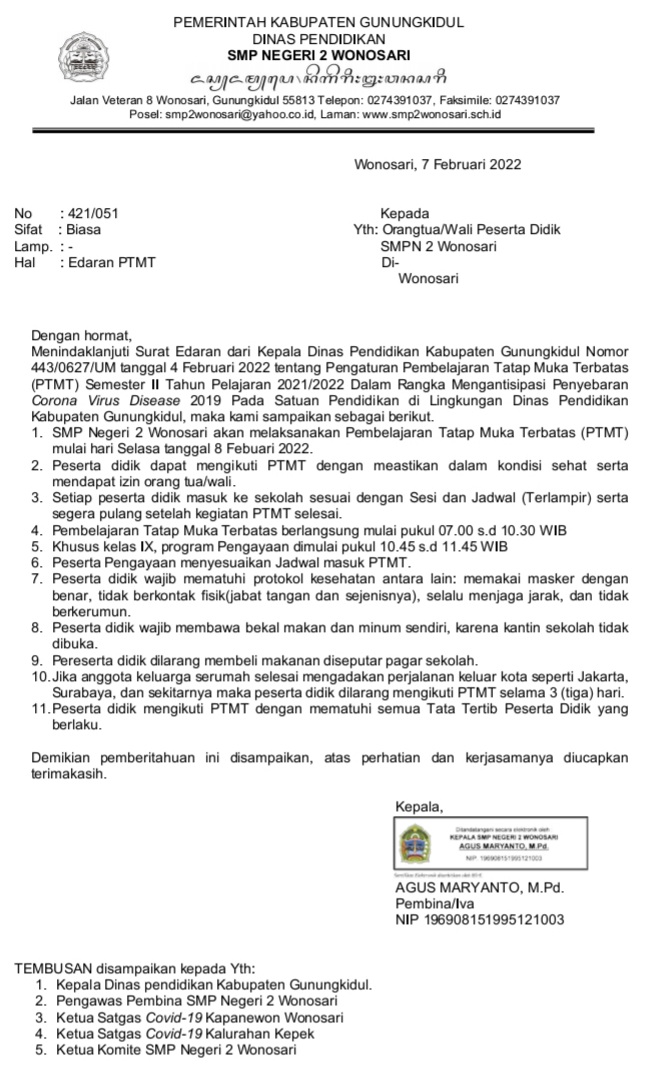 PEMERINTAH KABUPATEN GUNUNGKIDUL
DINAS PENDIDIKAN
SMP NEGERI 2 WONOSARI
Jalan Veteran 8 Wonosari, Gunungkidul 55813 Telepon: 0274391037, Faksimile: 0274391037
Posel: smp2wonosari@yahoo.co.id, Laman: www.smp2wonosari.sch.id
Wonosari, 7 Februari 2022
No : 421/051
Sifat : Biasa
Lamp. : -
Hal : Edaran PTMT
Kepada
Yth: Orangtua/Wali Peserta Didik
SMPN 2 Wonosari
Di-
Wonosari
Dengan hormat,
Menindaklanjuti Surat Edaran dari Kepala Dinas Pendidikan Kabupaten Gunungkidul Nomor
443/0627/UM tanggal 4 Februari 2022 tentang Pengaturan Pembelajaran Tatap Muka Terbatas
(PTMT) Semester II Tahun Pelajaran 2021/2022 Dalam Rangka Mengantisipasi Penyebaran
Corona Virus Disease 2019 Pada Satuan Pendidikan di Lingkungan Dinas Pendidikan
Kabupaten Gunungkidul, maka kami sampaikan sebagai berikut.
1. SMP Negeri 2 Wonosari akan melaksanakan Pembelajaran Tatap Muka Terbatas (PTMT)
mulai hari Selasa tanggal 8 Febuari 2022.
2. Peserta didik dapat mengikuti PTMT dengan meastikan dalam kondisi sehat serta
mendapat izin orang tua/wali.
3. Setiap peserta didik masuk ke sekolah sesuai dengan Sesi dan Jadwal (Terlampir) serta
segera pulang setelah kegiatan PTMT selesai.
4. Pembelajaran Tatap Muka Terbatas berlangsung mulai pukul 07.00 s.d 10.30 WIB
5. Khusus kelas IX, program Pengayaan dimulai pukul 10.45 s.d 11.45 WIB
6. Peserta Pengayaan menyesuaikan Jadwal masuk PTMT.
7. Peserta didik wajib mematuhi protokol kesehatan antara lain: memakai masker dengan
benar, tidak berkontak fisik(jabat tangan dan sejenisnya), selalu menjaga jarak, dan tidak
berkerumun.
8. Peserta didik wajib membawa bekal makan dan minum sendiri, karena kantin sekolah tidak
dibuka.
9. Pereserta didik dilarang membeli makanan diseputar pagar sekolah.
10. Jika anggota keluarga serumah selesai mengadakan perjalanan keluar kota seperti Jakarta,
Surabaya, dan sekitarnya maka peserta didik dilarang mengikuti PTMT selama 3 (tiga) hari.
11. Peserta didik mengikuti PTMT dengan mematuhi semua Tata Tertib Peserta Didik yang
berlaku.
Demikian pemberitahuan ini disampaikan, atas perhatian dan kerjasamanya diucapkan
terimakasih.
Kepala,
Ditandatangani secara elektronik oleh
KEPALA SMP NEGERI 2 WONOSARI
AGUS MARYANTO, M.Pd.
NIP. 196908151995121003
AGUS MARYANTO, M.Pd.
Pembina/Iva
NIP 196908151995121003
TEMBUSAN disampaikan kepada Yth:
1. Kepala Dinas pendidikan Kabupaten Gunungkidul.
2. Pengawas Pembina SMP Negeri 2 Wonosari
3. Ketua Satgas Covid-19 Kapanewon Wonosari
4. Ketua Satgas Covid-19 Kalurahan Kepek
5. Ketua Komite SMP Negeri 2 Wonosari